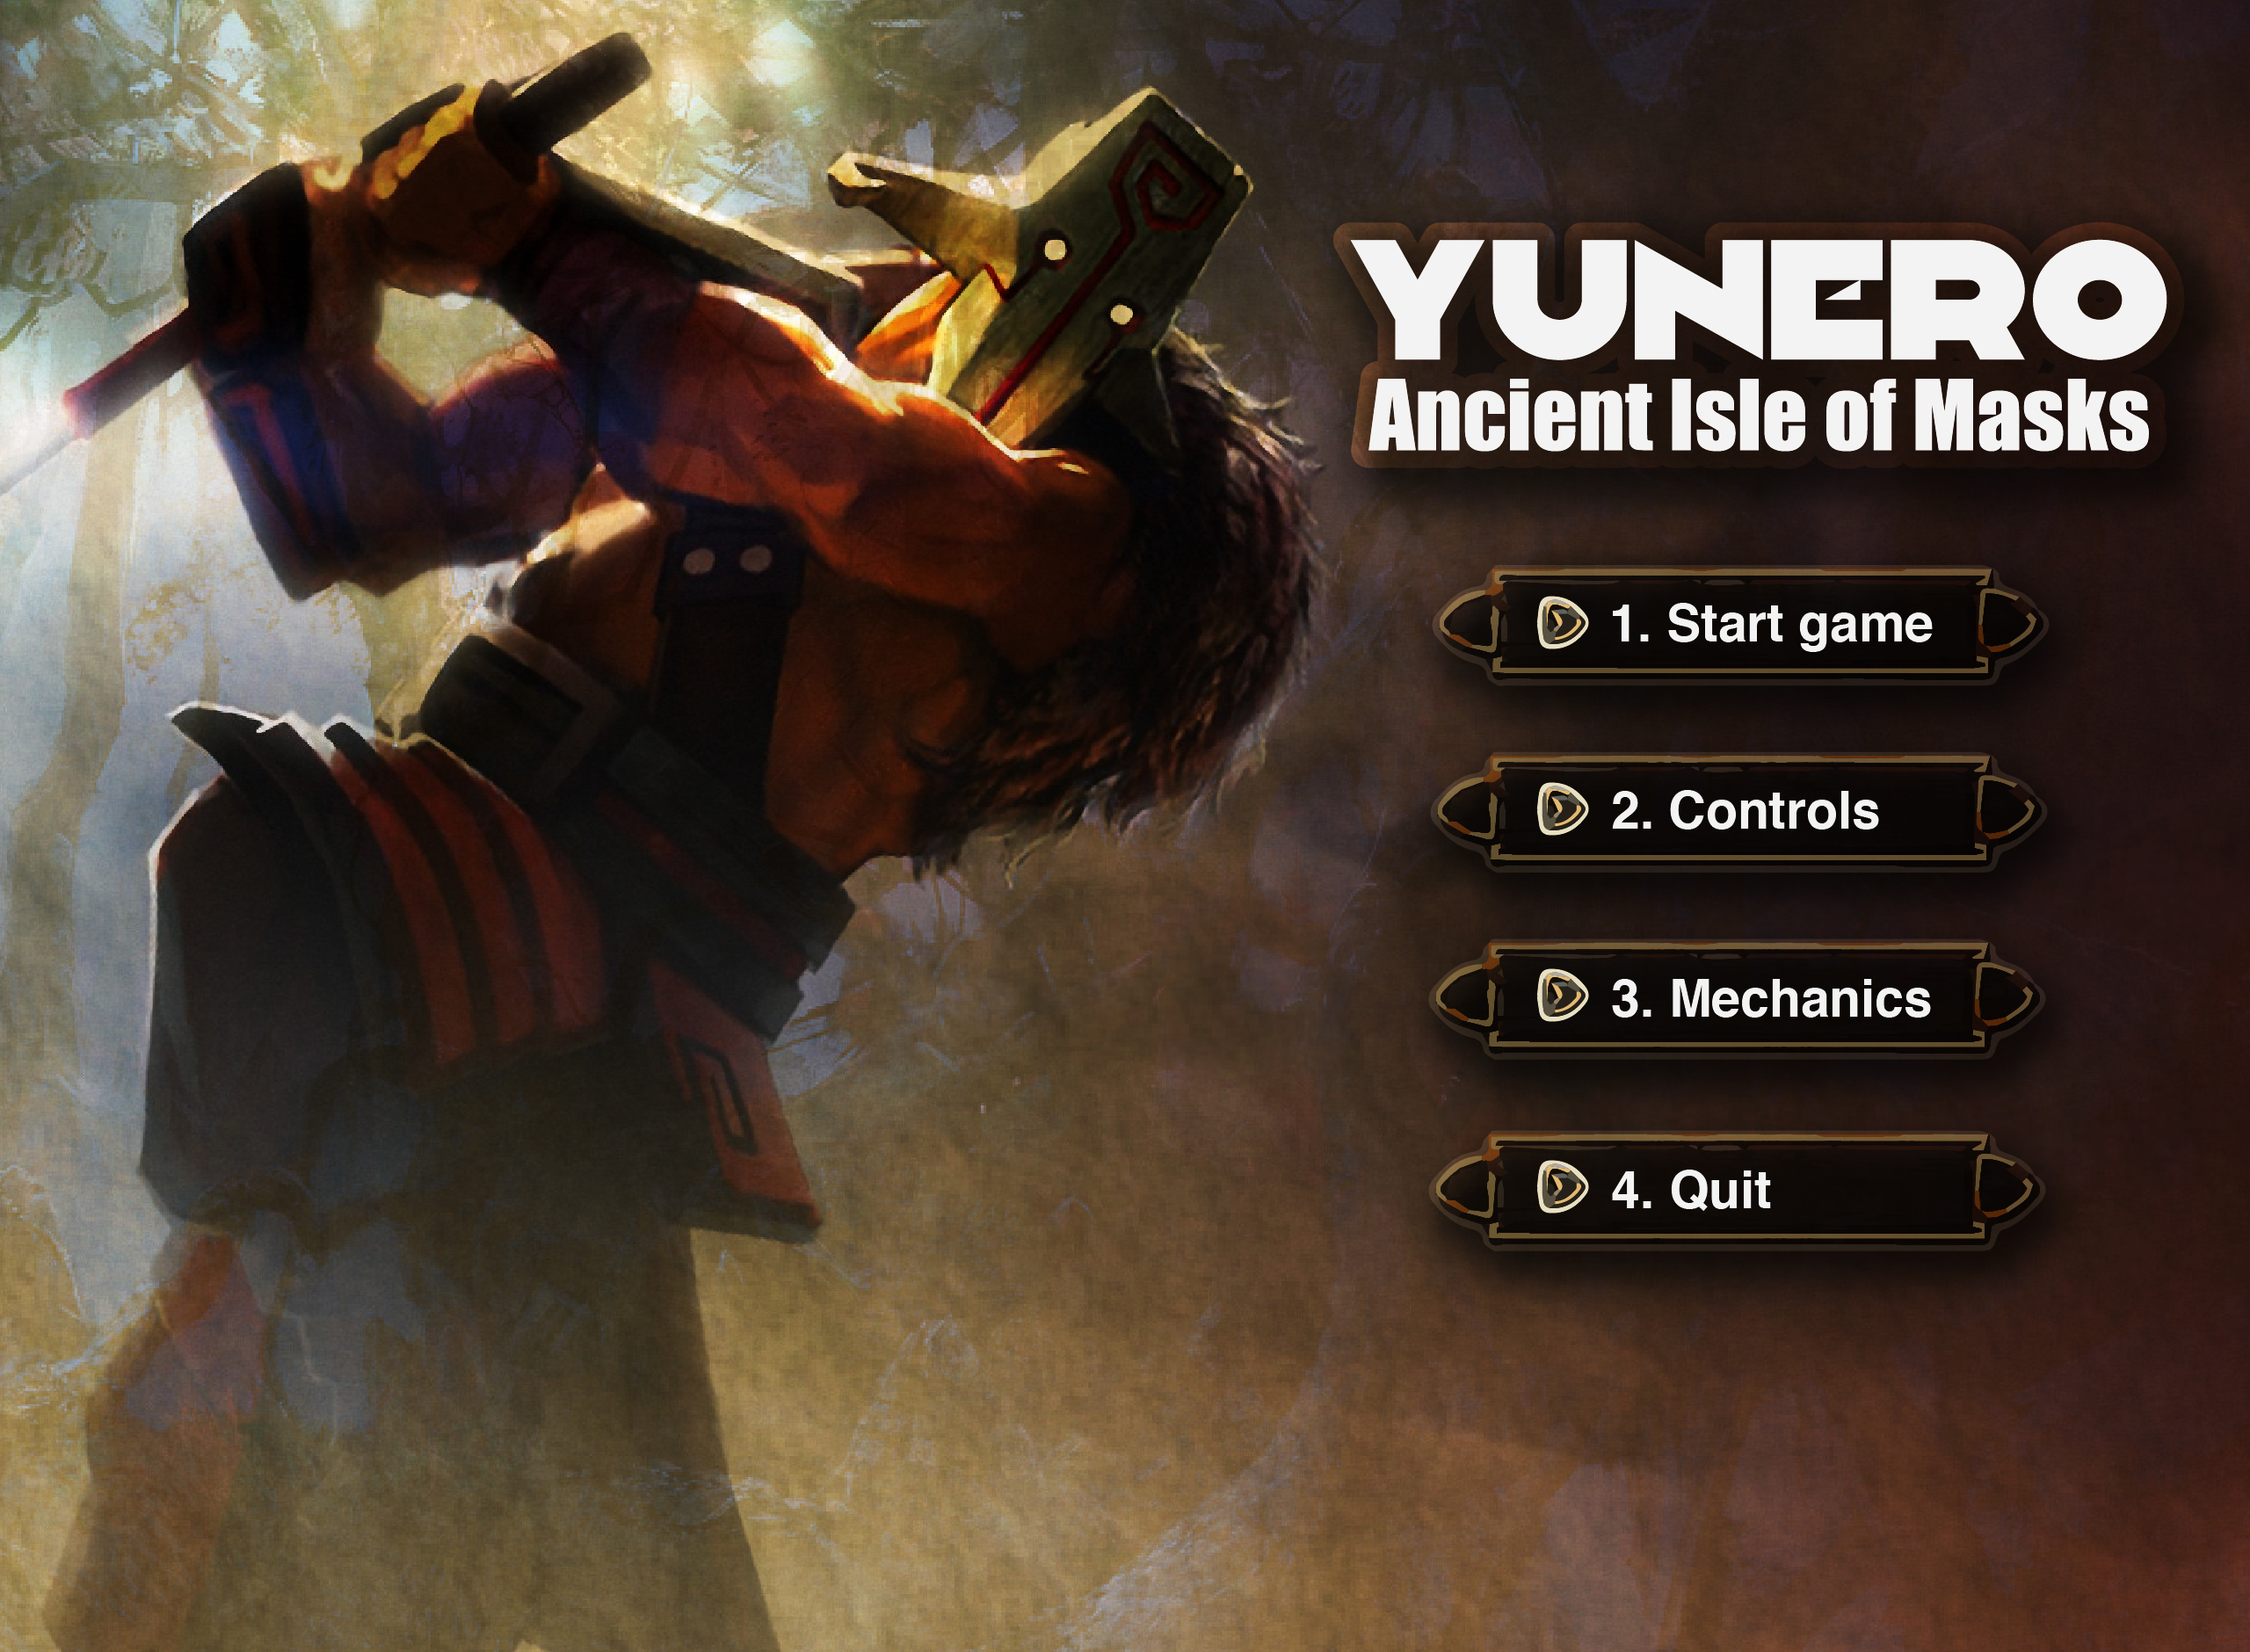 YUNERO
Ancient Isle of Masks
1. Start game
2. Controls
3. Mechanics
4. Quit